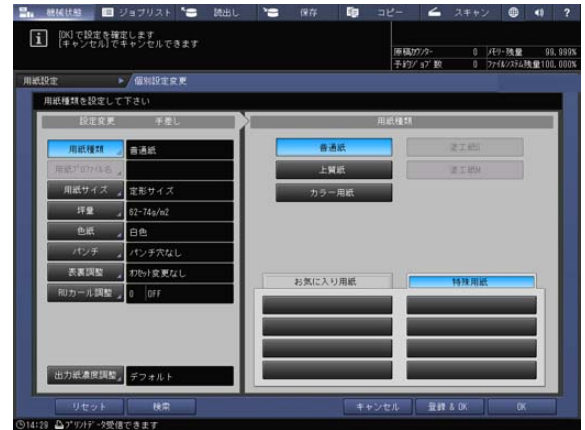 機械状態
ジョブリスト
読出し
保存
コピー
スキャン
?
[OK]で設定を確定します
[キャンセル]でキャンセルできます
原稿カウンター 0 メモリー残量 99.999%
予約ジョブ数 0 ファイルシステム残量100.000%
用紙設定 個別設定変更
用紙種類を設定して下さい
設定変更 手差し
用紙種類
用紙種類 普通紙
用紙プロファイル名
用紙サイズ 定形サイズ
坪量 62-74g/m2
色紙 白色
パンチ パンチ穴なし
表裏調整 オフセット変更なし
RUカール調整 0 OFF
出力紙濃度調整 デフォルト
普通紙
塗工紙G
上質紙
塗工紙M
カラー用紙
お気に入り用紙
特殊用紙
リセット
検索
キャンセル
登録 & OK
OK
14:29 プリントデータ受信できます